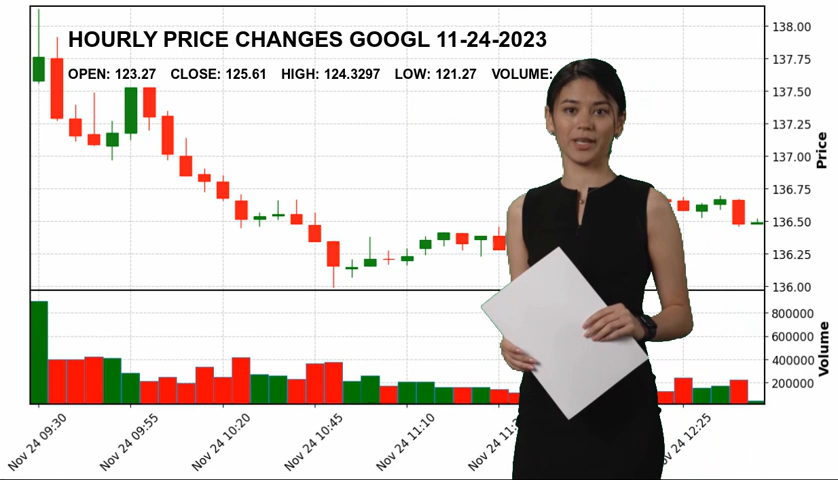 HOURLY PRICE CHANGES GOOGL 11-24-2023
OPEN: 123.27 CLOSE: 125.61 HIGH: 124.3297 LOW: 121.27 VOLUME:
138.00
137.75
137.50
137.25
137.00
136.75
136.50
136.25
136.00
Price
800000
600000
400000
200000
Volume
Nov 24 09:30
Nov 24 09:55
Nov 24 10:20
Nov 24 10:45
Nov 24 11:10
Nov 24
24 12:25